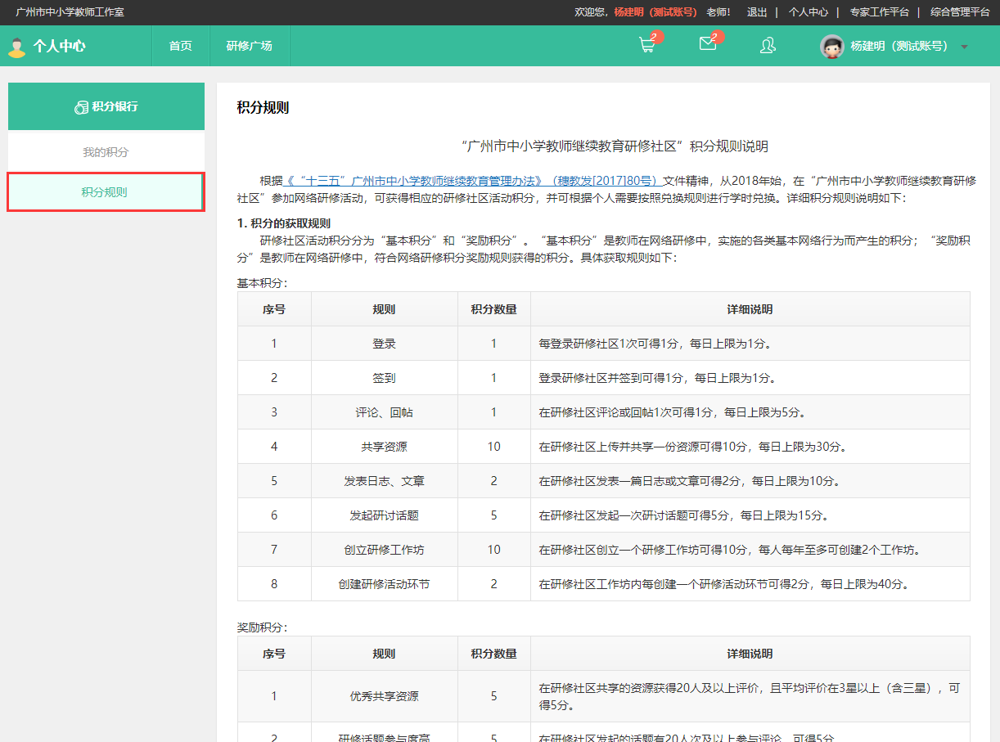 广州市中小学教师工作室
欢迎您，杨建明（测试账号） 老师！ 退出 | 个人中心 | 专家工作平台 | 综合管理平台
个人中心 首页 研修广场 2 2 杨建明（测试账号）
积分银行
我的积分
积分规则
积分规则
“广州市中小学教师继续教育研修社区”积分规则说明
根据《“十三五”广州市中小学教师继续教育管理办法》（穗教发[2017]80号）文件精神，从2018年始，在“广州市中小学教师继续教育研修
社区”参加网络研修活动，可获得相应的研修社区活动积分，并可根据个人需要按照兑换规则进行学时兑换。详细积分规则说明如下：
1. 积分的获取规则
研修社区活动积分分为“基本积分”和“奖励积分”。“基本积分”是教师在网络研修中，实施的各类基本网络行为而产生的积分；“奖励积
分”是教师在网络研修中，符合网络研修积分奖励规则获得的积分。具体获取规则如下：
基本积分：
序号 规则 积分数量 详细说明
1 登录 1 每登录研修社区1次可得1分，每日上限为1分。
2 签到 1 登录研修社区并签到可得1分，每日上限为1分。
3 评论、回帖 1 在研修社区评论或回帖1次可得1分，每日上限为5分。
4 共享资源 10 在研修社区上传并共享一份资源可得10分，每日上限为30分。
5 发表日志、文章 2 在研修社区发表一篇日志或文章可得2分，每日上限为10分。
6 发起研讨话题 5 在研修社区发起一次研讨话题可得5分，每日上限为15分。
7 创立研修工作坊 10 在研修社区创立一个研修工作坊可得10分，每人每年至多可创建2个工作坊。
8 创建研修活动环节 2 在研修社区工作坊内每创建一个研修活动环节可得2分，每日上限为40分。
奖励积分：
序号 规则 积分数量 详细说明
1 优秀共享资源 5 在研修社区共享的资源获得20人及以上评价，且平均评价在3星以上（含三星），可
得5分。
2 研修话题参与度高 5 在研修社区发起的话题有20人次及以上参与评论，可得5分